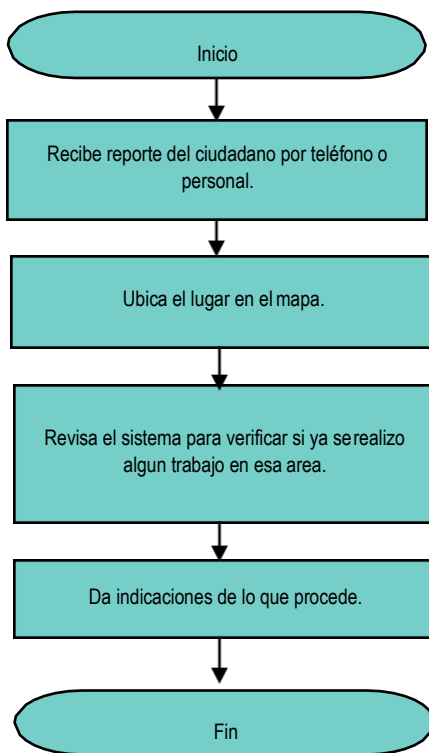 Inicio
Recibe reporte del ciudadano por teléfono o
personal.
Ubica el lugar en el mapa.
Revisa el sistema para verificar si ya se realizo
algun trabajo en esa area.
Da indicaciones de lo que procede.
Fin